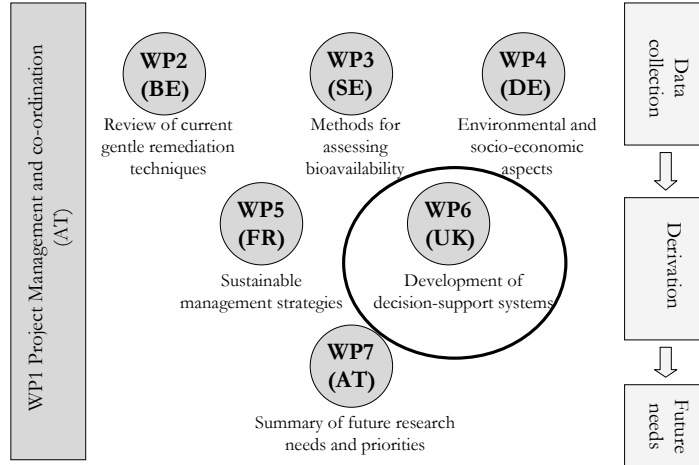 WP1 Project Management and co-ordination
(AT)
WP2
(BE)
Review of current
gentle remediation
techniques
WP3
(SE)
Methods for
assessing
bioavailability
WP4
(DE)
Environmental and
socio-economic
aspects
Data
collection
WP5
(FR)
Sustainable
management strategies
WP6
(UK)
Development of
decision-support systems
Derivation
WP7
(AT)
Summary of future research
needs and priorities
Future
needs